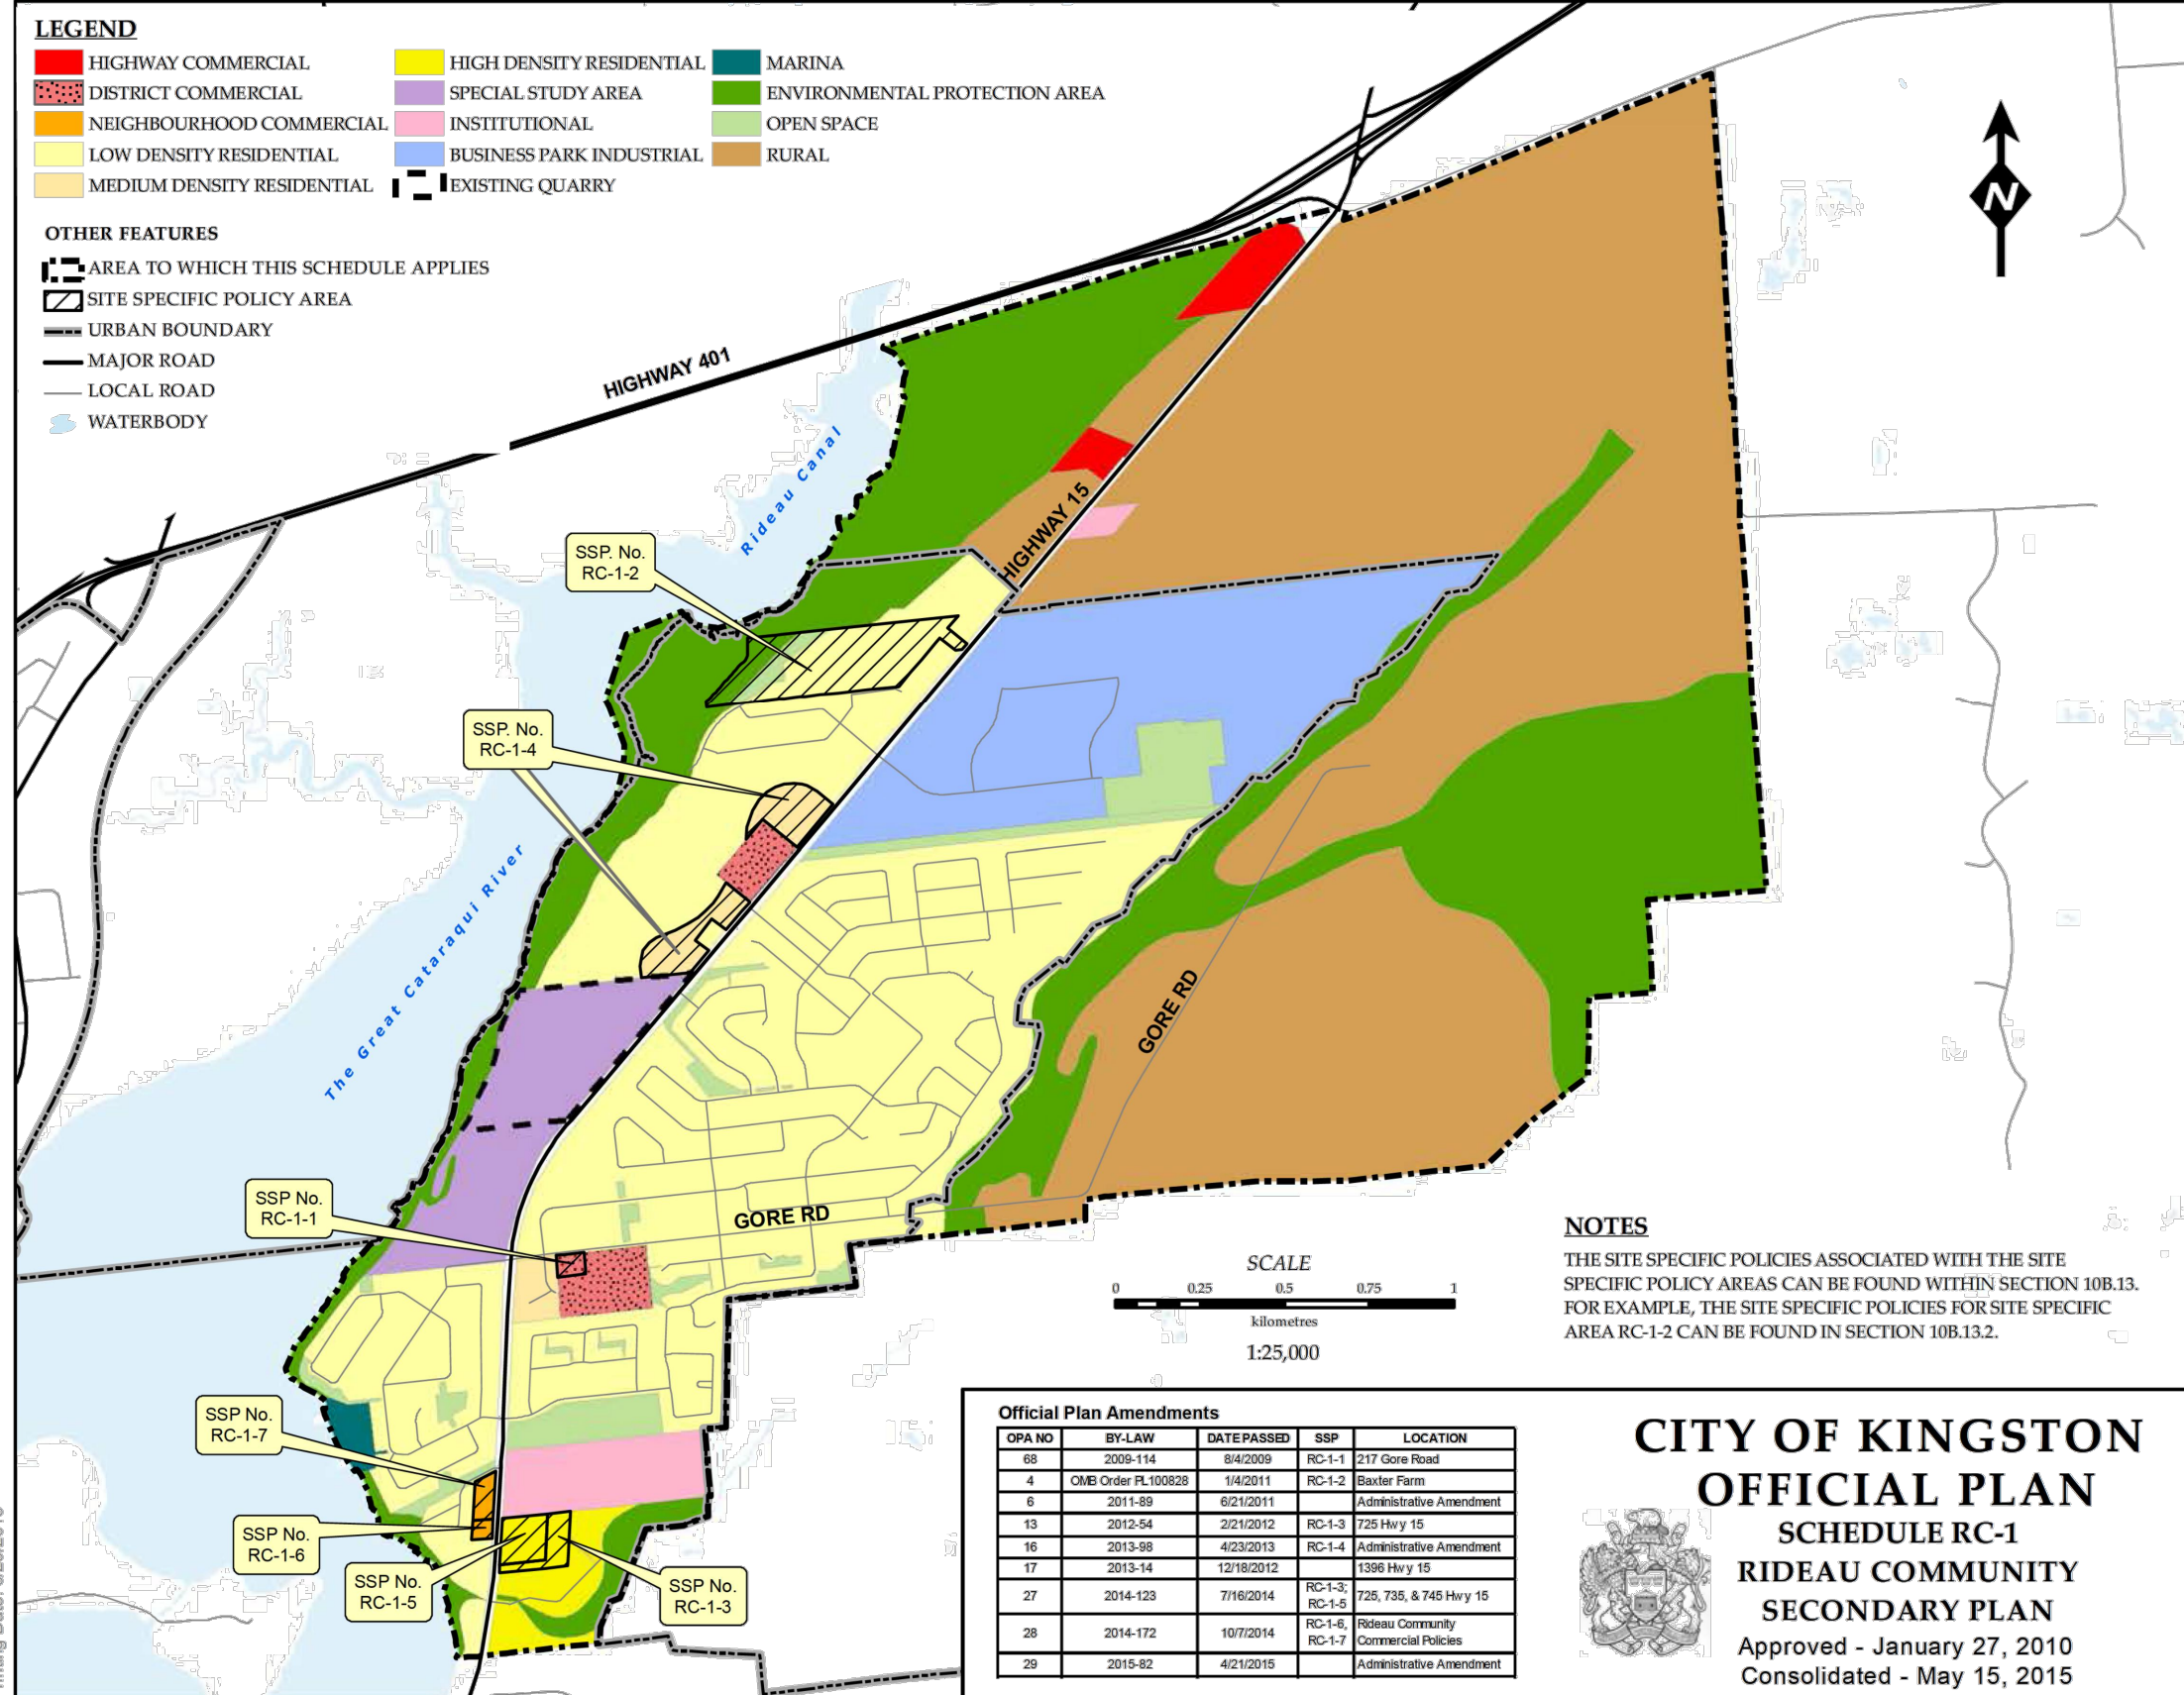 LEGEND
HIGHWAY COMMERCIAL
DISTRICT COMMERCIAL
NEIGHBOURHOOD COMMERCIAL
LOW DENSITY RESIDENTIAL
MEDIUM DENSITY RESIDENTIAL
HIGH DENSITY RESIDENTIAL
SPECIAL STUDY AREA
INSTITUTIONAL
BUSINESS PARK INDUSTRIAL
EXISTING QUARRY
MARINA
ENVIRONMENTAL PROTECTION AREA
OPEN SPACE
RURAL
OTHER FEATURES
AREA TO WHICH THIS SCHEDULE APPLIES
SITE SPECIFIC POLICY AREA
URBAN BOUNDARY
MAJOR ROAD
LOCAL ROAD
WATERBODY
N
HIGHWAY 401
Rideau Canal
HIGHWAY 15
SSP. No.
RC-1-2
SSP. No.
RC-1-4
The Great Cataraqui River
GORE RD
SSP No.
RC-1-1
GORE RD
SSP No.
RC-1-7
SSP No.
RC-1-6
SSP No.
RC-1-5
SSP No.
RC-1-3
SCALE
0 0.25 0.5 0.75 1
kilometres
1:25,000
NOTES
THE SITE SPECIFIC POLICIES ASSOCIATED WITH THE SITE
SPECIFIC POLICY AREAS CAN BE FOUND WITHIN SECTION 10B.13.
FOR EXAMPLE, THE SITE SPECIFIC POLICIES FOR SITE SPECIFIC
AREA RC-1-2 CAN BE FOUND IN SECTION 10B.13.2.
Official Plan Amendments
OPA NO BY-LAW DATE PASSED SSP LOCATION
68 2009-114 8/4/2009 RC-1-1 217 Gore Road
4 OMB Order PL100828 1/4/2011 RC-1-2 Baxter Farm
6 2011-89 6/21/2011 Administrative Amendment
13 2012-54 2/21/2012 RC-1-3 725 Hwy 15
16 2013-98 4/23/2013 RC-1-4 Administrative Amendment
17 2013-14 12/18/2012 1396 Hwy 15
27 2014-123 7/16/2014 RC-1-3; RC-1-5 725, 735, & 745 Hwy 15
28 2014-172 10/7/2014 RC-1-6, RC-1-7 Rideau Community Commercial Policies
29 2015-82 4/21/2015 Administrative Amendment
CITY OF KINGSTON
OFFICIAL PLAN
SCHEDULE RC-1
RIDEAU COMMUNITY
SECONDARY PLAN
Approved - January 27, 2010
Consolidated - May 15, 2015